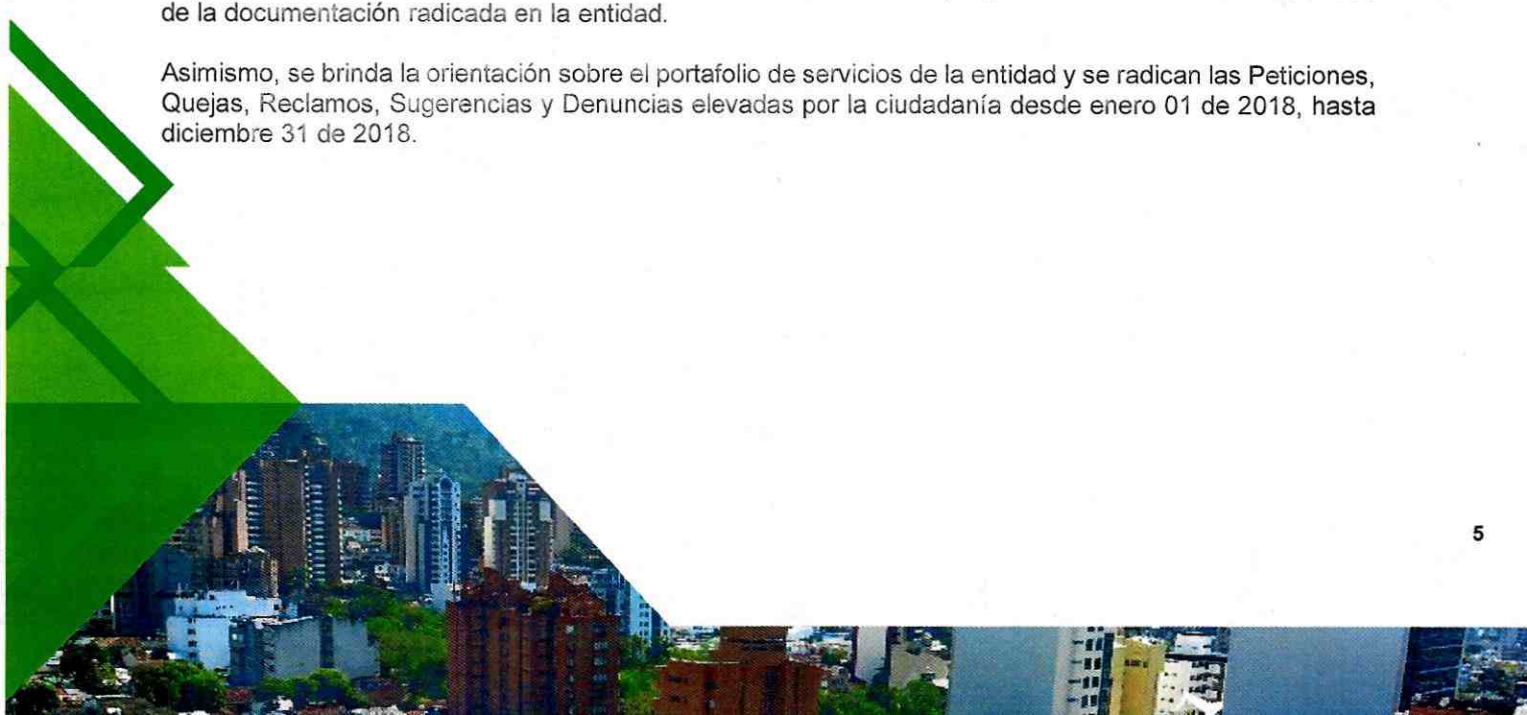 de la documentación radicada en la entidad.
Asimismo, se brinda la orientación sobre el portafolio de servicios de la entidad y se radican las Peticiones,
Quejas, Reclamos, Sugerencias y Denuncias elevadas por la ciudadanía desde enero 01 de 2018, hasta
diciembre 31 de 2018.
5